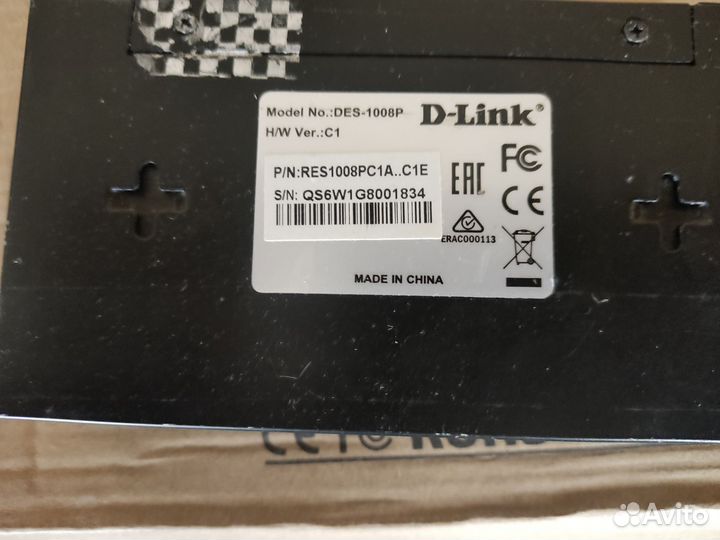 Model No.:DES-1008P
D-Link®
H/W Ver.:C1
P/N:RES1008PC1A..C1E
S/N: QS6W1G8001834
EAC
FC
CE
ERAC000113
MADE IN CHINA
Avito